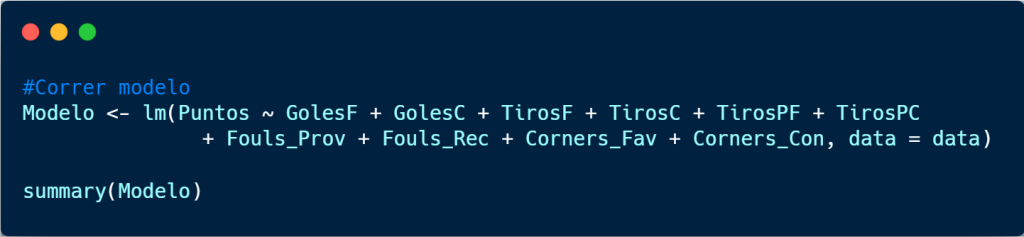 #Correr modelo
Modelo <- lm(Puntos ~ GolesF + GolesC + TirosF + TirosC + TirosPF + TirosPC
+ Fouls_Prov + Fouls_Rec + Corners_Fav + Corners_Con, data = data)
summary(Modelo)